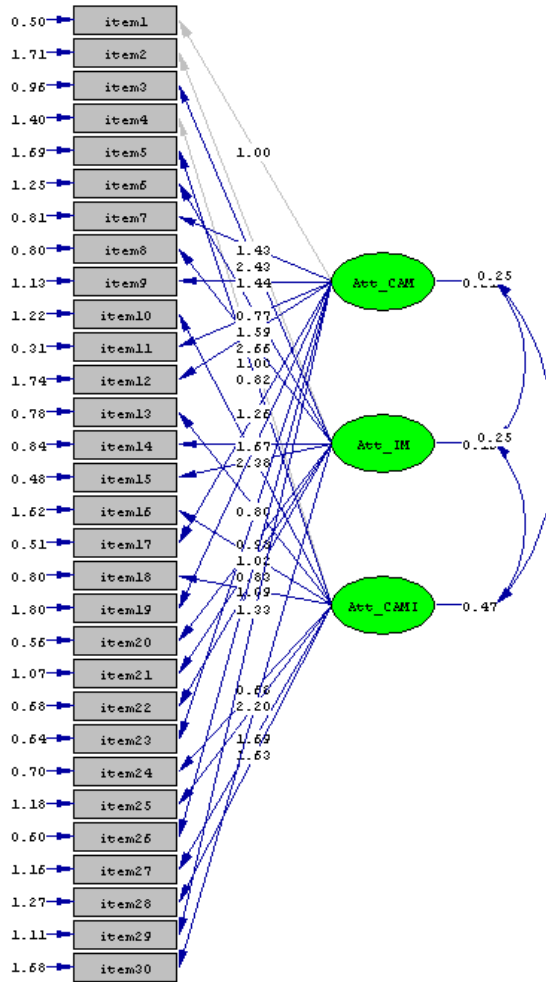 0.50 item1
1.71 item2
0.96 item3
1.40 item4
1.69 item5
1.25 item6
0.81 item7
0.80 item8
1.13 item9
1.22 item10
0.31 item11
1.74 item12
0.78 item13
0.84 item14
0.48 item15
1.62 item16
0.51 item17
0.80 item18
1.80 item19
0.56 item20
1.07 item21
0.68 item22
0.64 item23
0.70 item24
1.18 item25
0.60 item26
1.16 item27
1.27 item28
1.11 item29
1.68 item30
1.00
1.43
2.43
1.44
0.77
1.59
2.66
1.00
0.82
1.26
1.67
2.38
0.80
1.02
0.83
1.09
1.33
2.20
1.69
1.63
Att_CAM
0.25
Att_IM
0.25
Att_CAMI
0.47